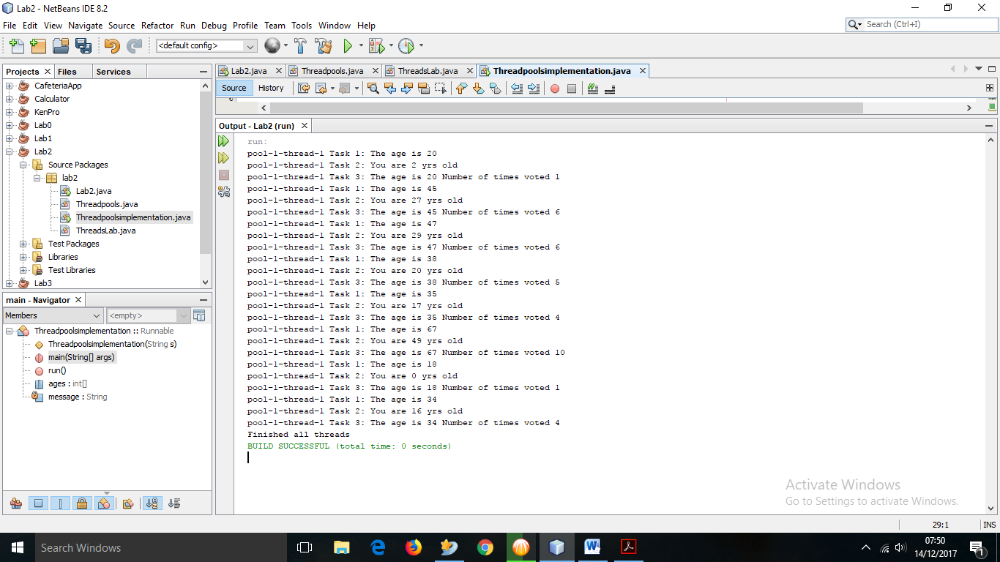 Lab2 - NetBeans IDE 8.2
File Edit View Navigate Source Refactor Run Debug Profile Team Tools Window Help
Search (Ctrl+I)
<default config>
Projects Files Services
CafeteriaApp
Calculator
KenPro
Lab0
Lab1
Lab2
Source Packages
lab2
Lab2.java
Threadpools.java
Threadpoolsimplementation.java
ThreadsLab.java
Test Packages
Libraries
Test Libraries
Lab3
main - Navigator
Members <empty>
Threadpoolsimplementation :: Runnable
Threadpoolsimplementation(String s)
main(String[] args)
run()
ages : int[]
message : String
Lab2.java Threadpools.java ThreadsLab.java Threadpoolsimplementation.java
Source History
Output - Lab2 (run)
run:
pool-1-thread-1 Task 1: The age is 20
pool-1-thread-1 Task 2: You are 2 yrs old
pool-1-thread-1 Task 3: The age is 20 Number of times voted 1
pool-1-thread-1 Task 1: The age is 45
pool-1-thread-1 Task 2: You are 27 yrs old
pool-1-thread-1 Task 3: The age is 45 Number of times voted 6
pool-1-thread-1 Task 1: The age is 47
pool-1-thread-1 Task 2: You are 29 yrs old
pool-1-thread-1 Task 3: The age is 47 Number of times voted 6
pool-1-thread-1 Task 1: The age is 38
pool-1-thread-1 Task 2: You are 20 yrs old
pool-1-thread-1 Task 3: The age is 38 Number of times voted 5
pool-1-thread-1 Task 1: The age is 35
pool-1-thread-1 Task 2: You are 17 yrs old
pool-1-thread-1 Task 3: The age is 35 Number of times voted 4
pool-1-thread-1 Task 1: The age is 67
pool-1-thread-1 Task 2: You are 49 yrs old
pool-1-thread-1 Task 3: The age is 67 Number of times voted 10
pool-1-thread-1 Task 1: The age is 18
pool-1-thread-1 Task 2: You are 0 yrs old
pool-1-thread-1 Task 3: The age is 18 Number of times voted 1
pool-1-thread-1 Task 1: The age is 34
pool-1-thread-1 Task 2: You are 16 yrs old
pool-1-thread-1 Task 3: The age is 34 Number of times voted 4
Finished all threads
BUILD SUCCESSFUL (total time: 0 seconds)
Activate Windows
Go to Settings to activate Windows.
29:1 INS
Search Windows
07:50
14/12/2017
1